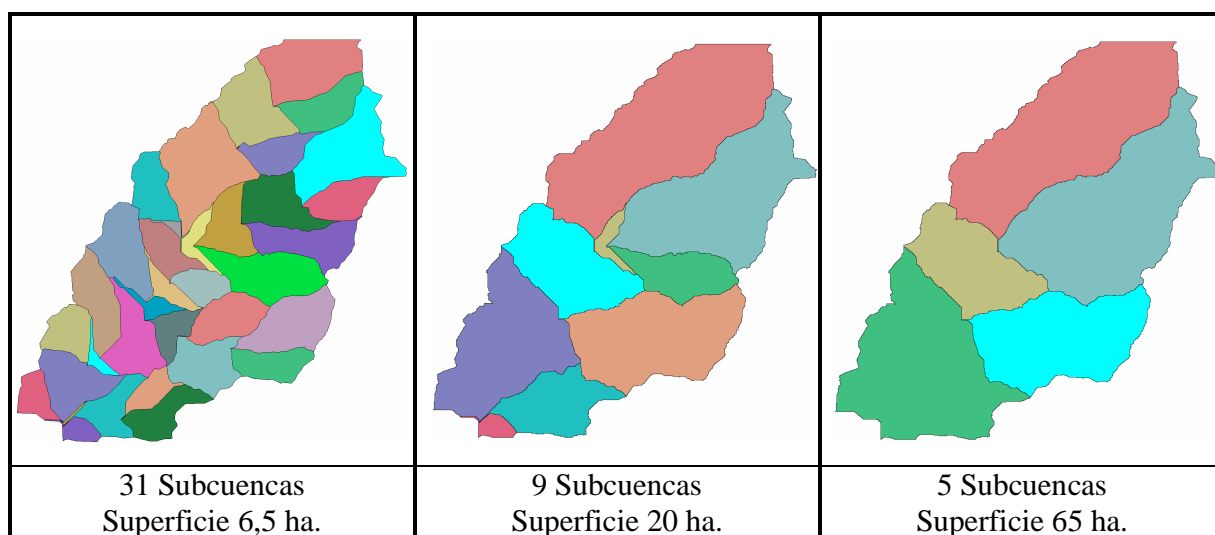 31 Subcuencas
Superficie 6,5 ha.
9 Subcuencas
Superficie 20 ha.
5 Subcuencas
Superficie 65 ha.